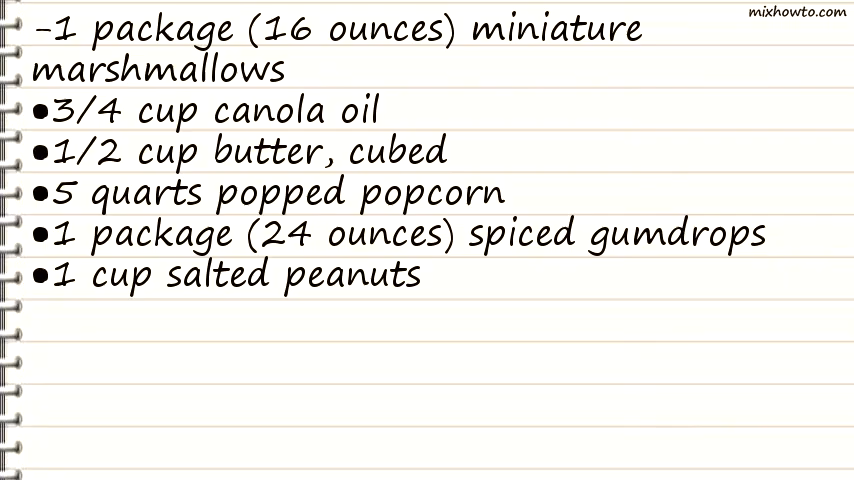 mixhowto.com
-1 package (16 ounces) miniature
marshmallows
●3/4 cup canola oil
●1/2 cup butter, cubed
●5 quarts popped popcorn
●1 package (24 ounces) spiced gumdrops
●1 cup salted peanuts